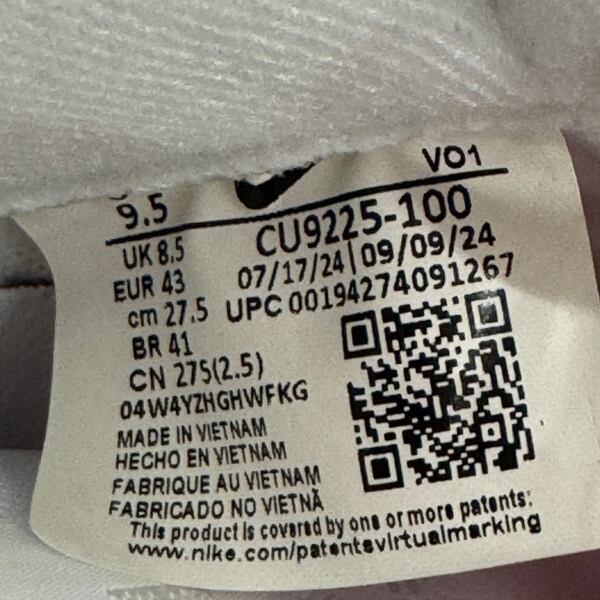 VO1
9.5
CU9225-100
UK 8.5
07/17/24|09/09/24
EUR 43
UPC 00194274091267
cm 27.5
BR 41
CN 275(2.5)
04W4YZHGHWFKG
MADE IN VIETNAM
HECHO EN VIETNAM
FABRIQUE AU VIETNAM
FABRICADO NO VIETNÃ
This product is covered by one or more patents:
www.nike.com/patentsvirtualmarking